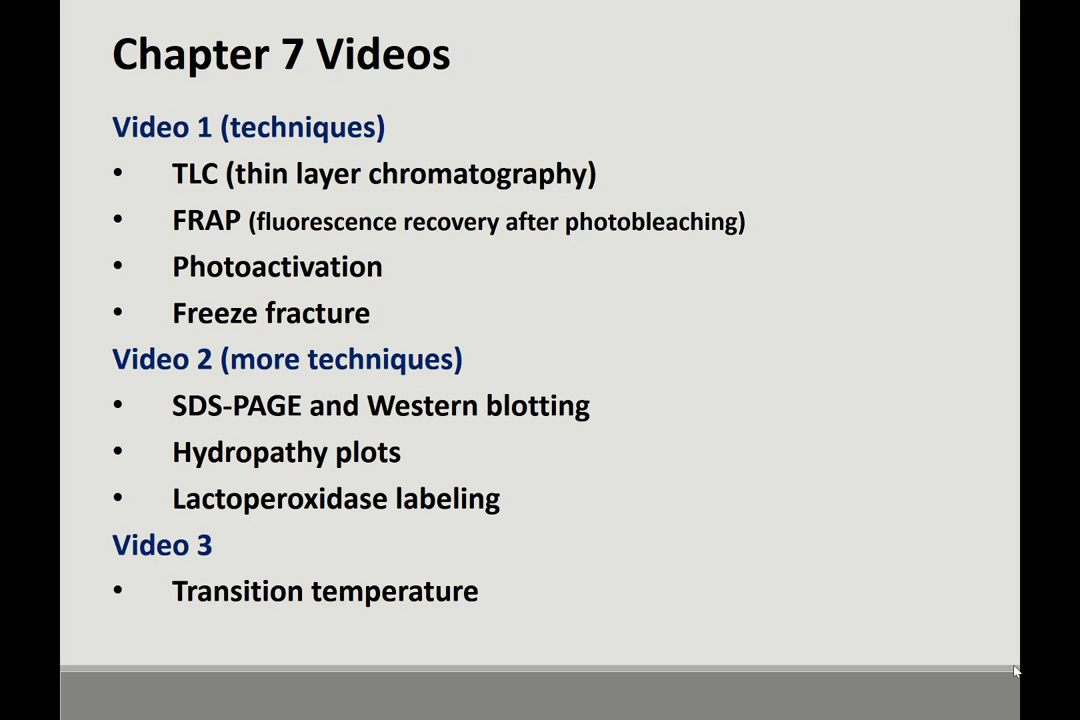 Chapter 7 Videos
Video 1 (techniques)
• TLC (thin layer chromatography)
• FRAP (fluorescence recovery after photobleaching)
• Photoactivation
• Freeze fracture
Video 2 (more techniques)
• SDS-PAGE and Western blotting
• Hydropathy plots
• Lactoperoxidase labeling
Video 3
• Transition temperature